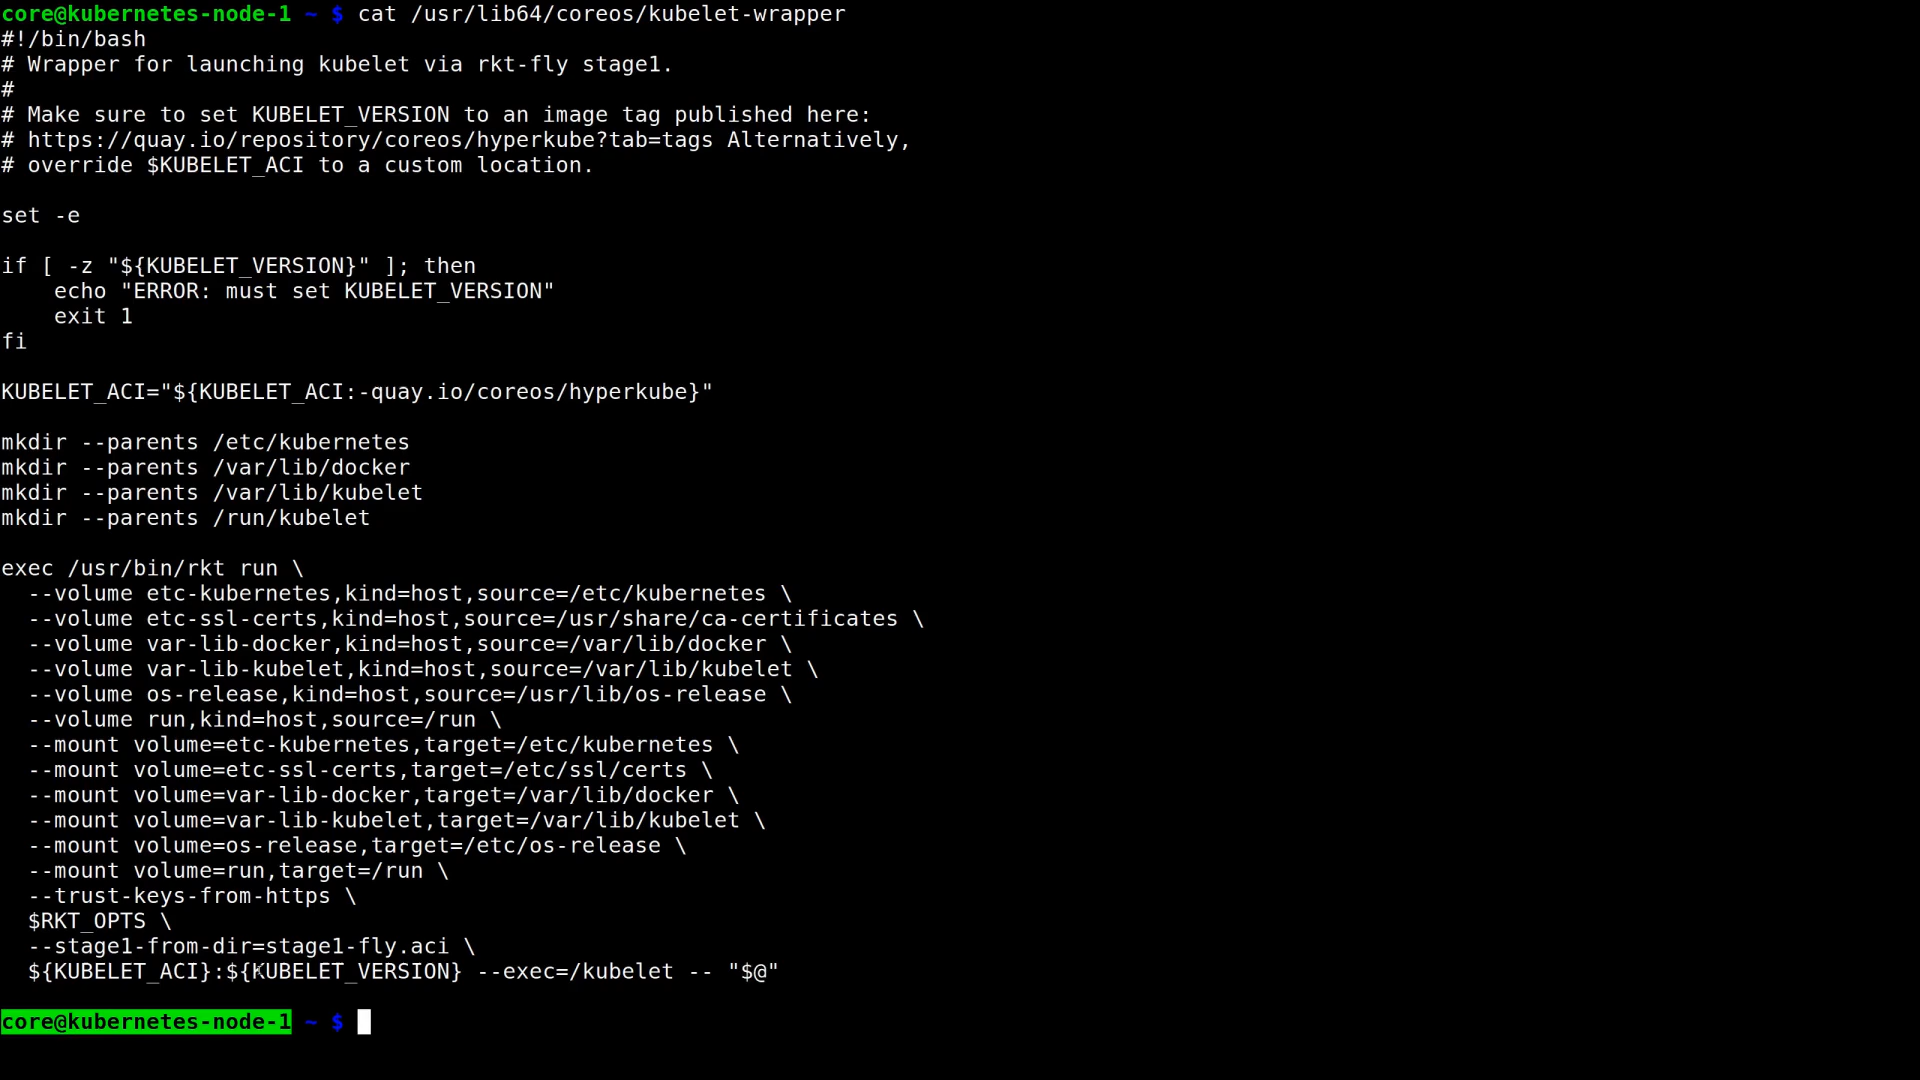 core@kubernetes-node-1 ~ $ cat /usr/lib64/coreos/kubelet-wrapper
#!/bin/bash
# Wrapper for launching kubelet via rkt-fly stage1.
#
# Make sure to set KUBELET_VERSION to an image tag published here:
# https://quay.io/repository/coreos/hyperkube?tab=tags Alternatively,
# override $KUBELET_ACI to a custom location.

set -e

if [ -z "${KUBELET_VERSION}" ]; then
    echo "ERROR: must set KUBELET_VERSION"
    exit 1
fi

KUBELET_ACI="${KUBELET_ACI:-quay.io/coreos/hyperkube}"

mkdir --parents /etc/kubernetes
mkdir --parents /var/lib/docker
mkdir --parents /var/lib/kubelet
mkdir --parents /run/kubelet

exec /usr/bin/rkt run \
  --volume etc-kubernetes,kind=host,source=/etc/kubernetes \
  --volume etc-ssl-certs,kind=host,source=/usr/share/ca-certificates \
  --volume var-lib-docker,kind=host,source=/var/lib/docker \
  --volume var-lib-kubelet,kind=host,source=/var/lib/kubelet \
  --volume os-release,kind=host,source=/usr/lib/os-release \
  --volume run,kind=host,source=/run \
  --mount volume=etc-kubernetes,target=/etc/kubernetes \
  --mount volume=etc-ssl-certs,target=/etc/ssl/certs \
  --mount volume=var-lib-docker,target=/var/lib/docker \
  --mount volume=var-lib-kubelet,target=/var/lib/kubelet \
  --mount volume=os-release,target=/etc/os-release \
  --mount volume=run,target=/run \
  --trust-keys-from-https \
  $RKT_OPTS \
  --stage1-from-dir=stage1-fly.aci \
  ${KUBELET_ACI}:${KUBELET_VERSION} --exec=/kubelet -- "$@"

core@kubernetes-node-1 ~ $